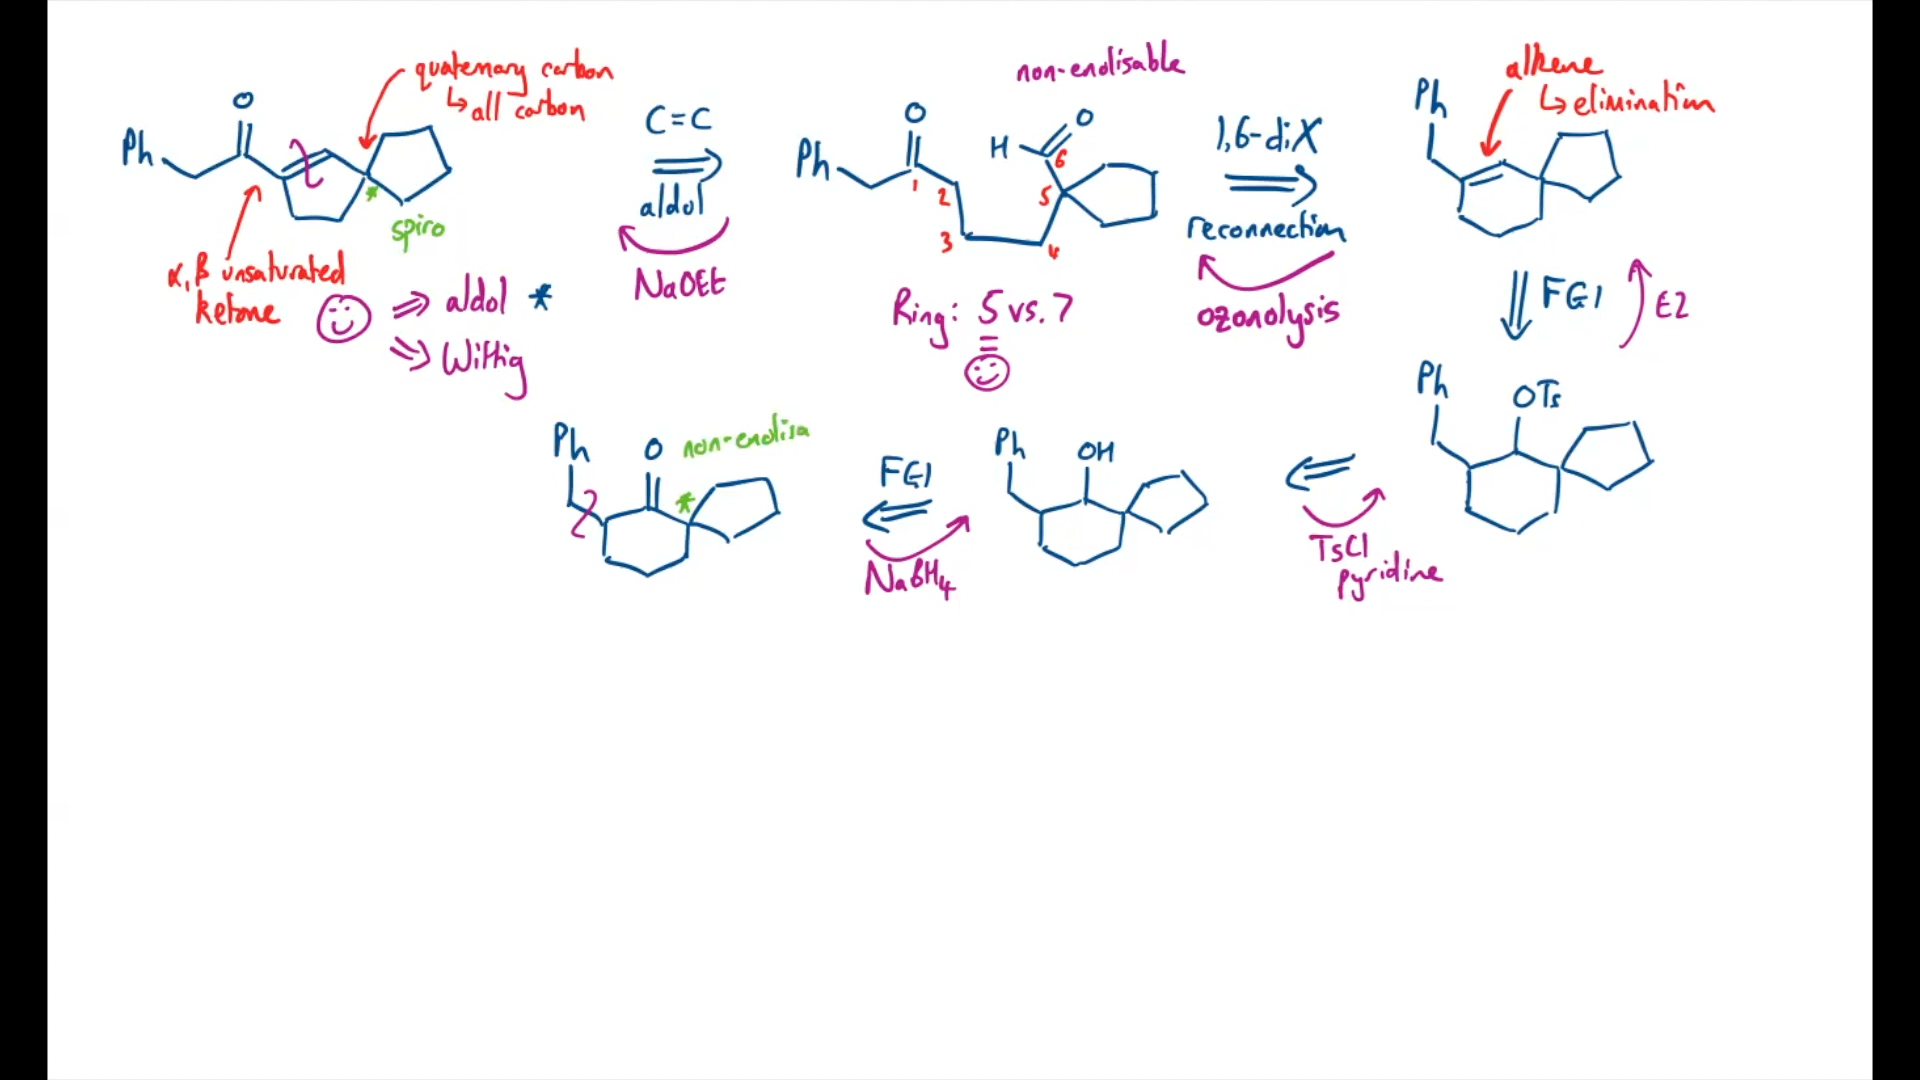 quaternary carbon
↳ all carbon
O
Ph
*
spiro
α,β unsaturated
ketone
⇒ aldol *
⇒ Wittig
C=C
aldol
NaOEt
non-enolisable
O
H
O
Ph
1
2
3
4
5
6
Ring: 5 vs. 7
1,6-diX
reconnection
ozonolysis
alkene
↳ elimination
Ph
FGI
E2
Ph
OTs
TsCl
pyridine
Ph
OH
FGI
NaBH4
Ph
O
non-enolisa
*